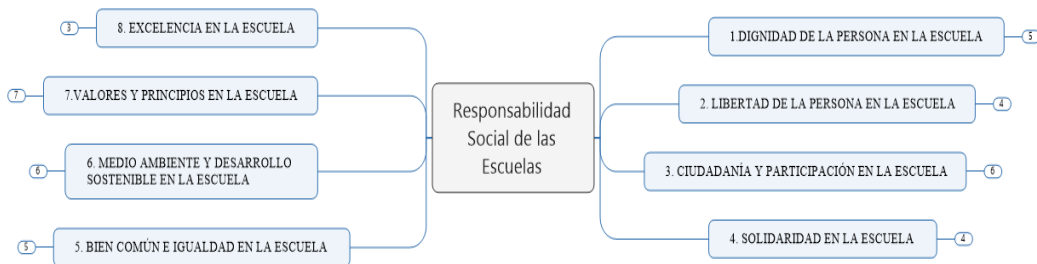 Responsabilidad
Social de las
Escuelas
1.DIGNIDAD DE LA PERSONA EN LA ESCUELA
5
2. LIBERTAD DE LA PERSONA EN LA ESCUELA
4
3. CIUDADANÍA Y PARTICIPACIÓN EN LA ESCUELA
6
4. SOLIDARIDAD EN LA ESCUELA
4
5. BIEN COMÚN E IGUALDAD EN LA ESCUELA
5
6. MEDIO AMBIENTE Y DESARROLLO
SOSTENIBLE EN LA ESCUELA
6
7.VALORES Y PRINCIPIOS EN LA ESCUELA
7
8. EXCELENCIA EN LA ESCUELA
3